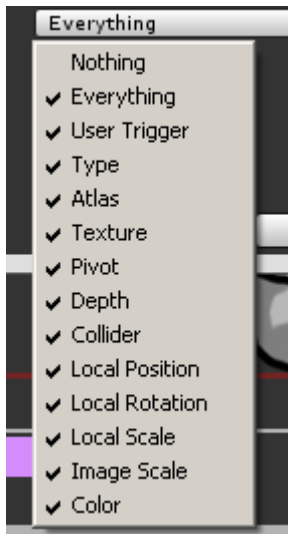 Everything
Nothing
Everything
User Trigger
Type
Atlas
Texture
Pivot
Depth
Collider
Local Position
Local Rotation
Local Scale
Image Scale
Color